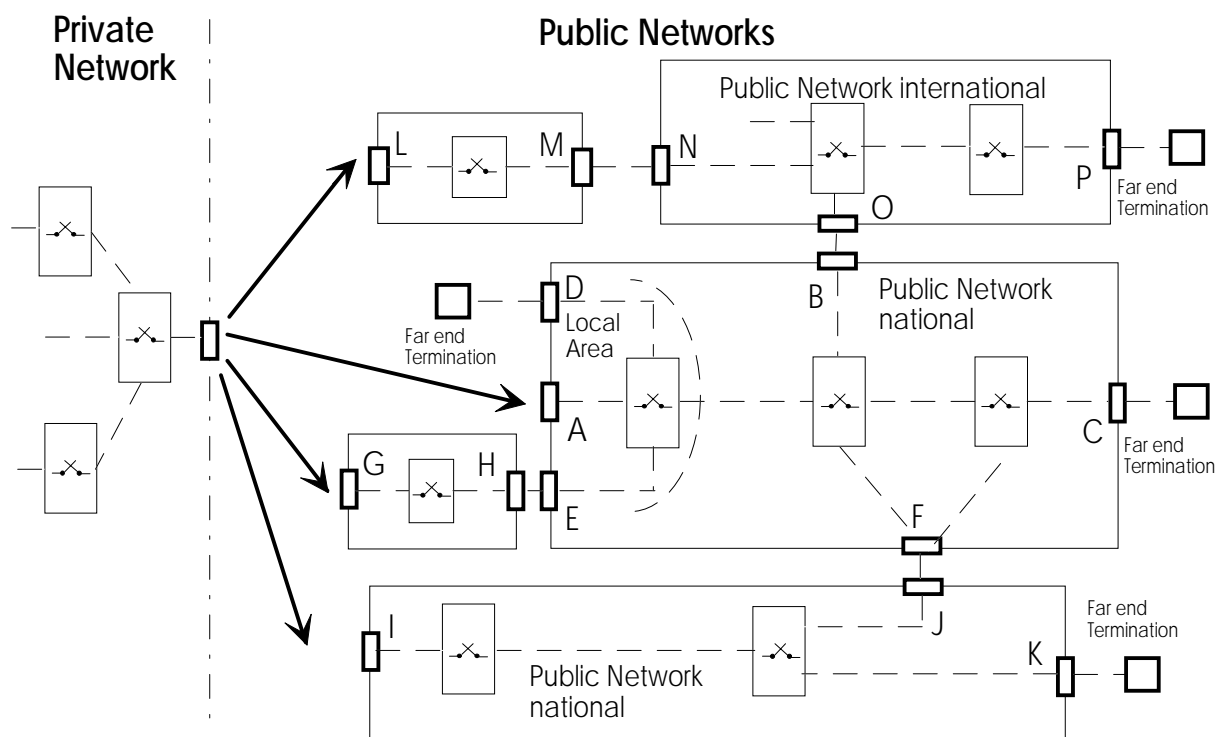 Private
Network
Public Networks
Public Network international
L
M
N
O
P
Far end
Termination
D
Local
Area
Far end
Termination
B
Public Network
national
A
C
Far end
Termination
G
H
E
F
I
J
K
Far end
Termination
Public Network
national